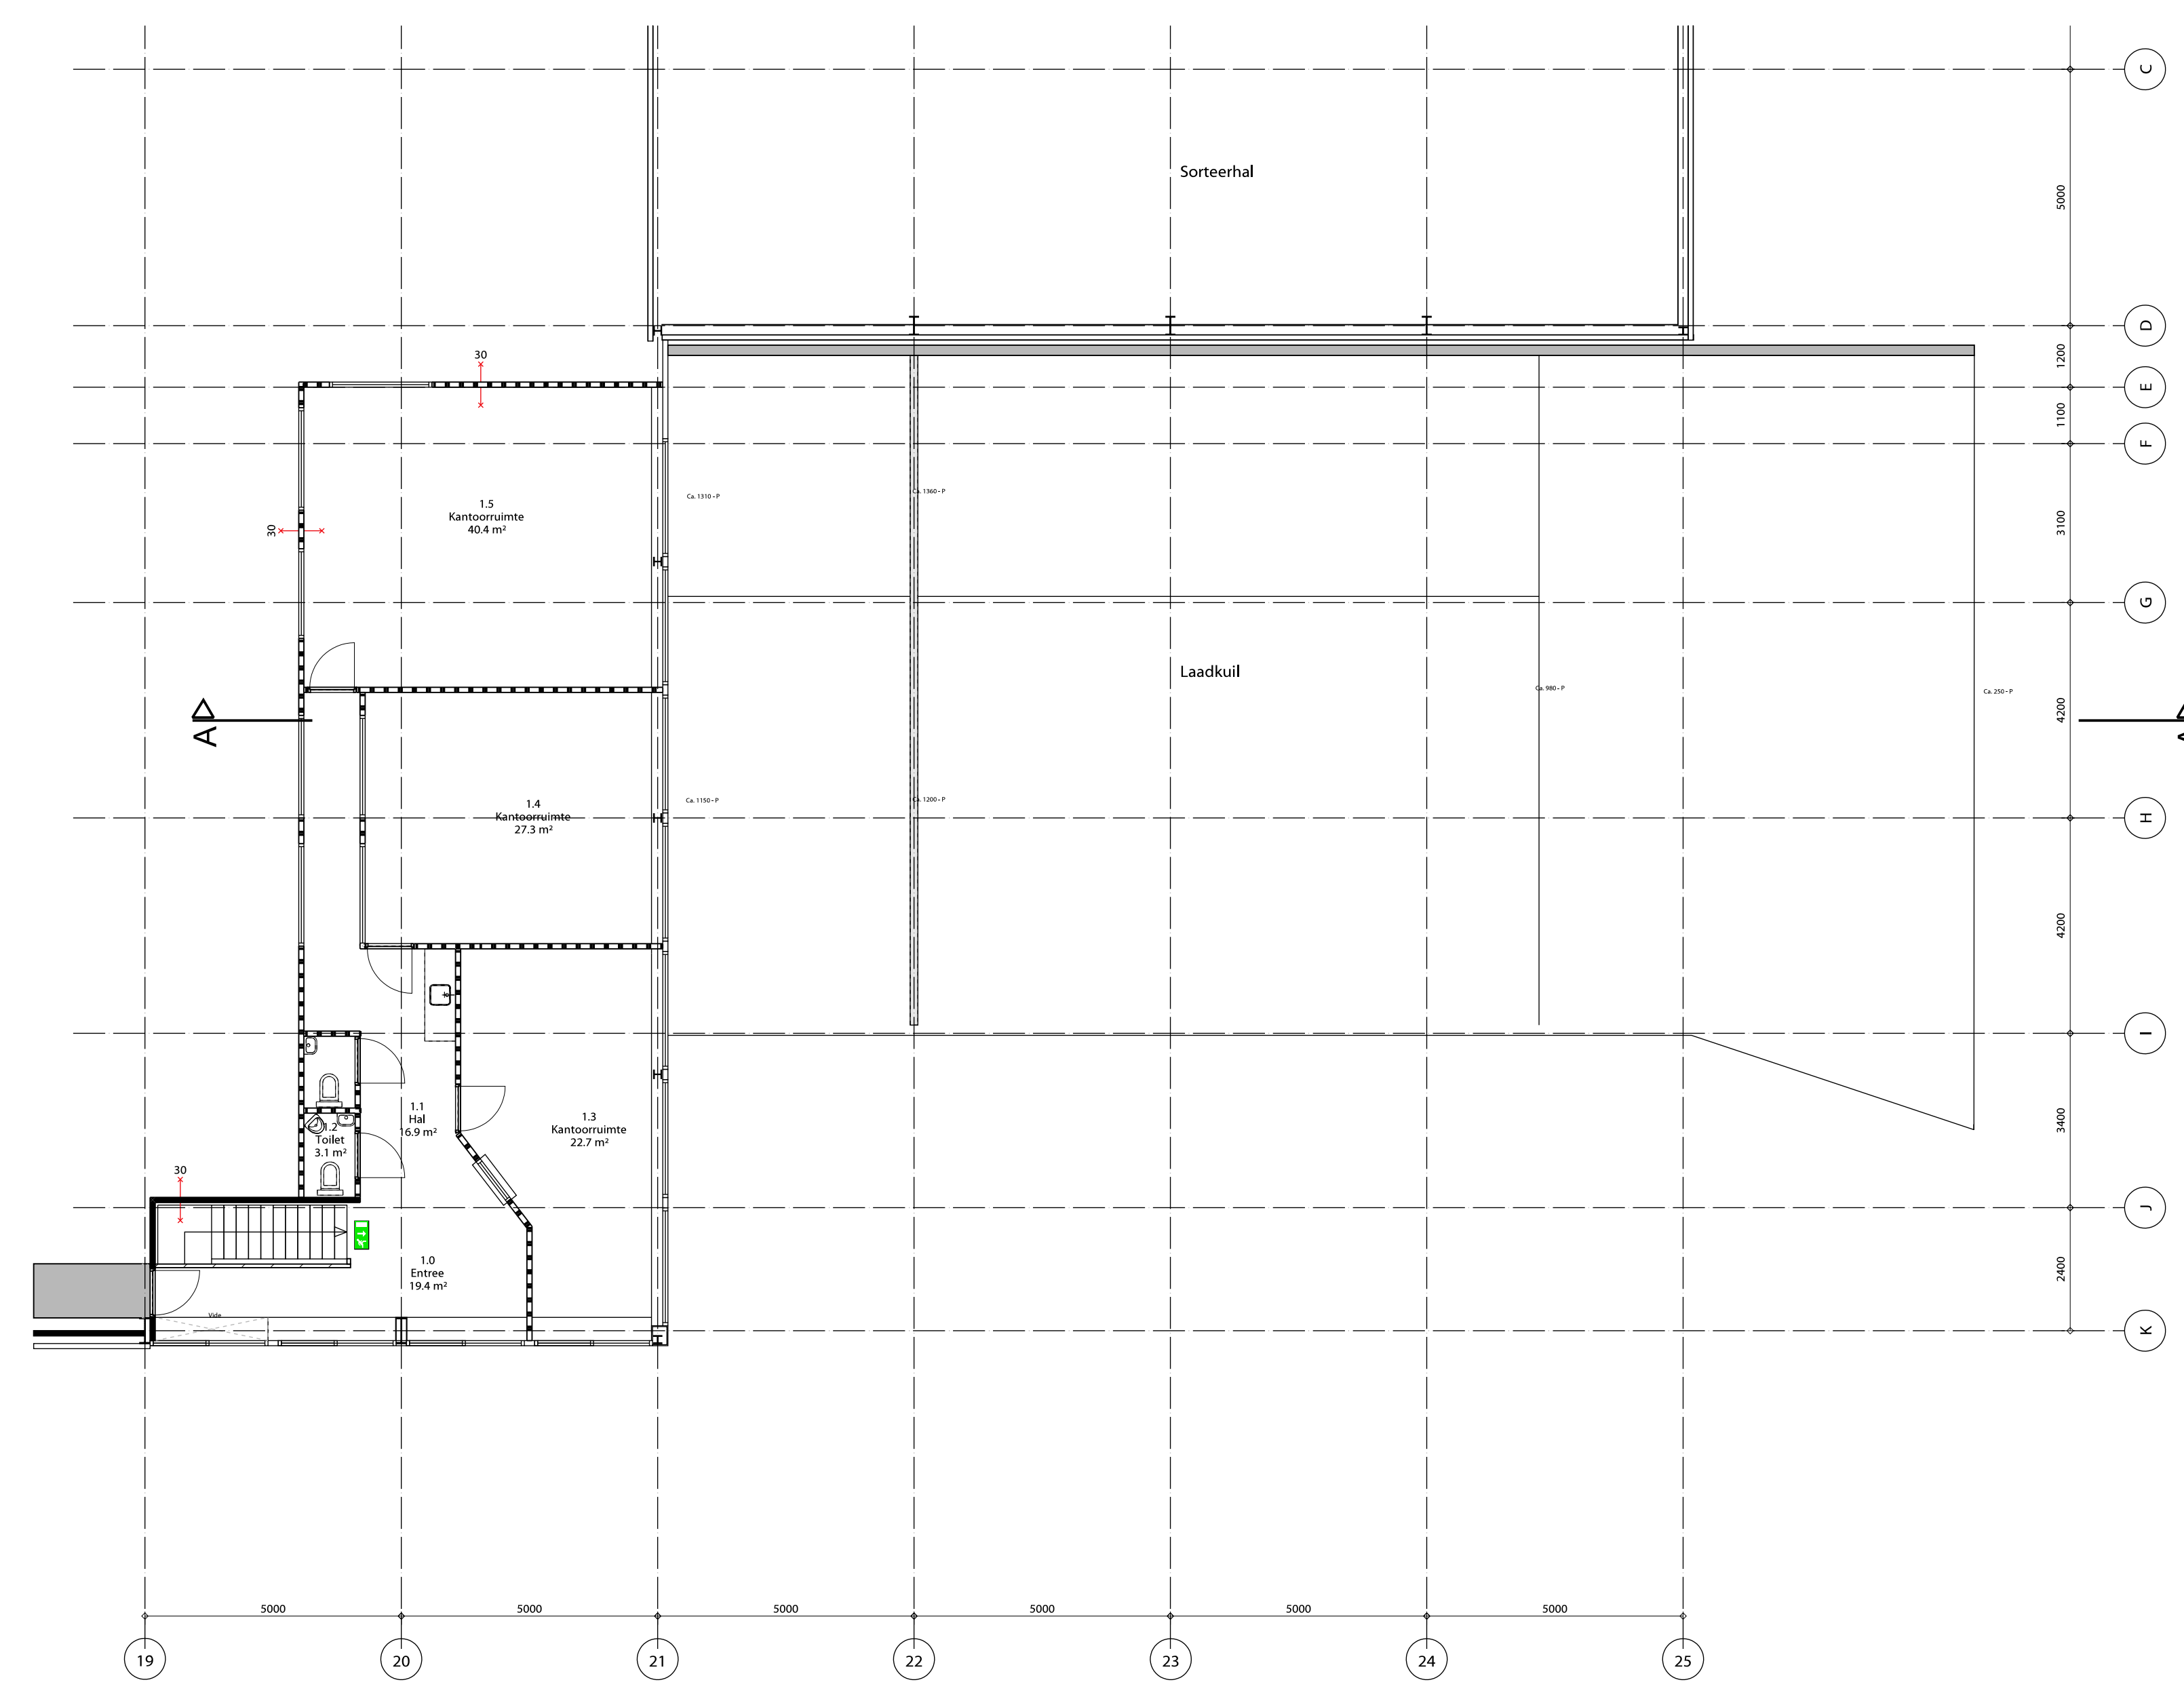 C
Sorteerhal
5000
D
30
1200
E
1100
F
1.5
Kantoorruimte
40.4 m²
30
Ca. 1310 - P
Ca. 1360 - P
3100
G
Laadkuil
Ca. 980 - P
Ca. 250 - P
4200
A
1.4
Kantoorruimte
27.3 m²
Ca. 1150 - P
Ca. 1200 - P
H
4200
I
1.1
Hal
16.9 m²
1.2
Toilet
3.1 m²
1.3
Kantoorruimte
22.7 m²
3400
30
J
1.0
Entree
19.4 m²
2400
Vide
K
5000
5000
5000
5000
5000
5000
19
20
21
22
23
24
25